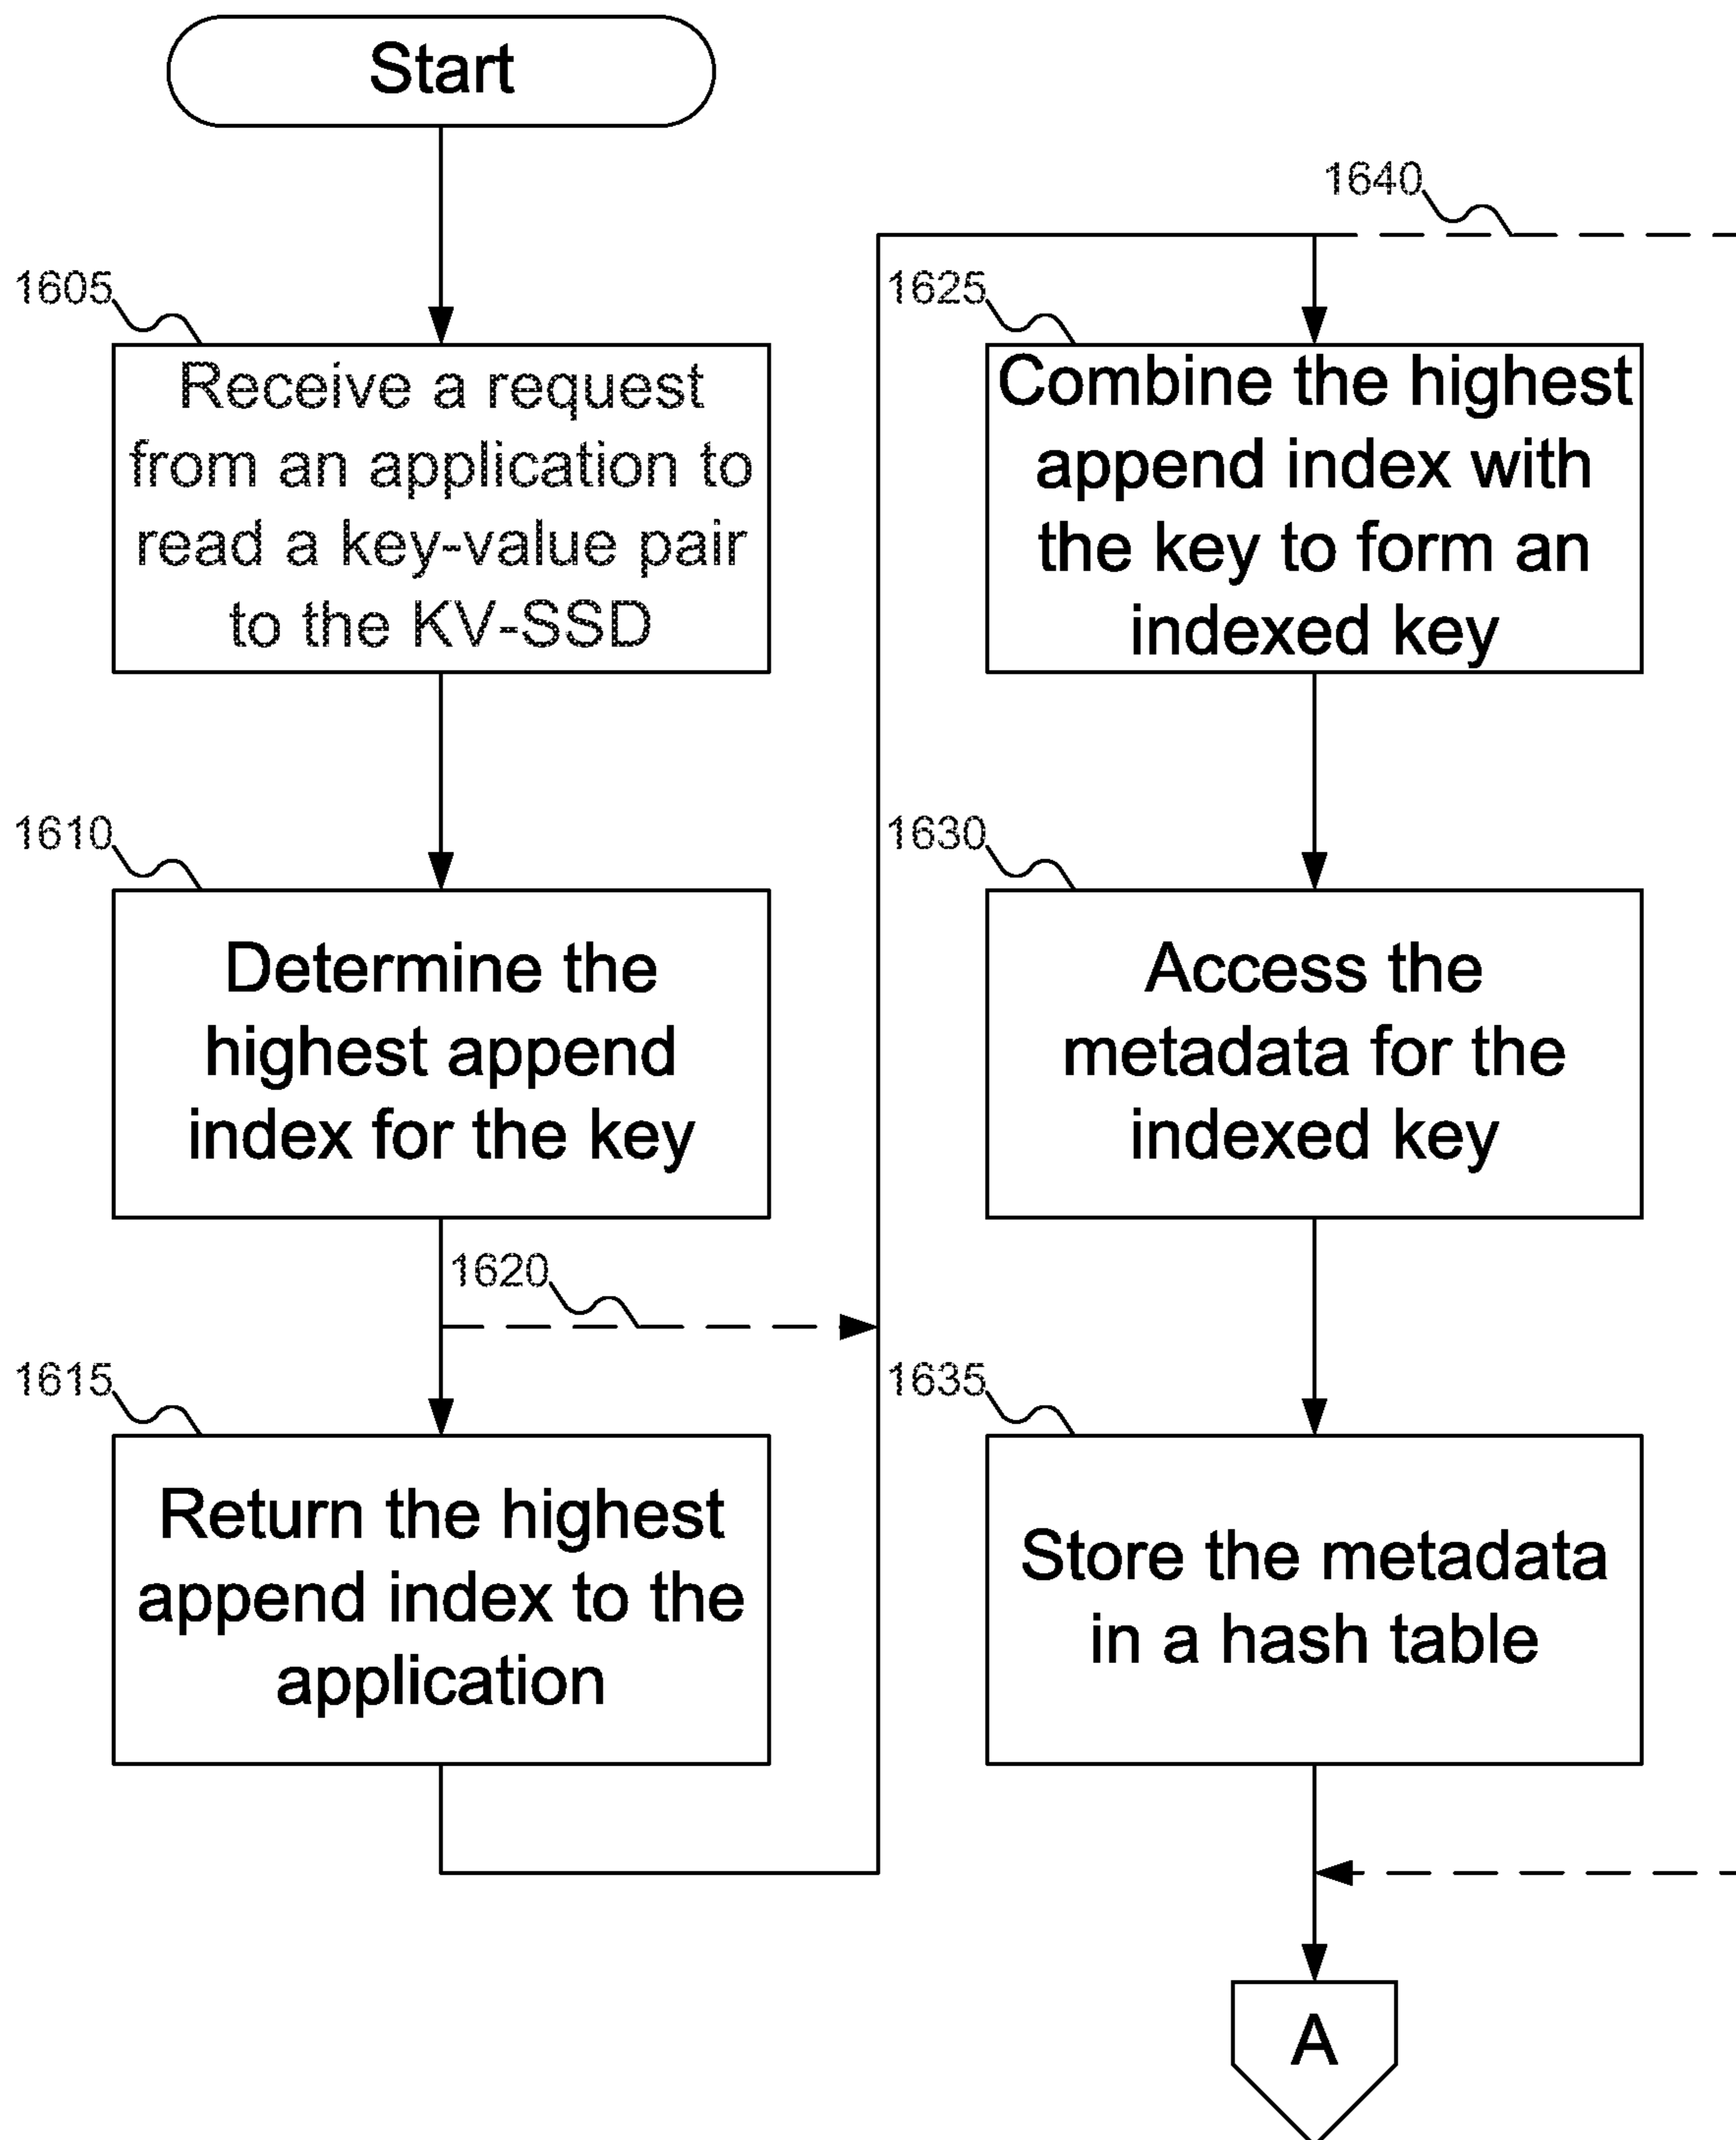 Start
1605
Receive a request
from an application to
read a key-value pair
to the KV-SSD
1610
Determine the
highest append
index for the key
1620
1615
Return the highest
append index to the
application
1640
1625
Combine the highest
append index with
the key to form an
indexed key
1630
Access the
metadata for the
indexed key
1635
Store the metadata
in a hash table
A